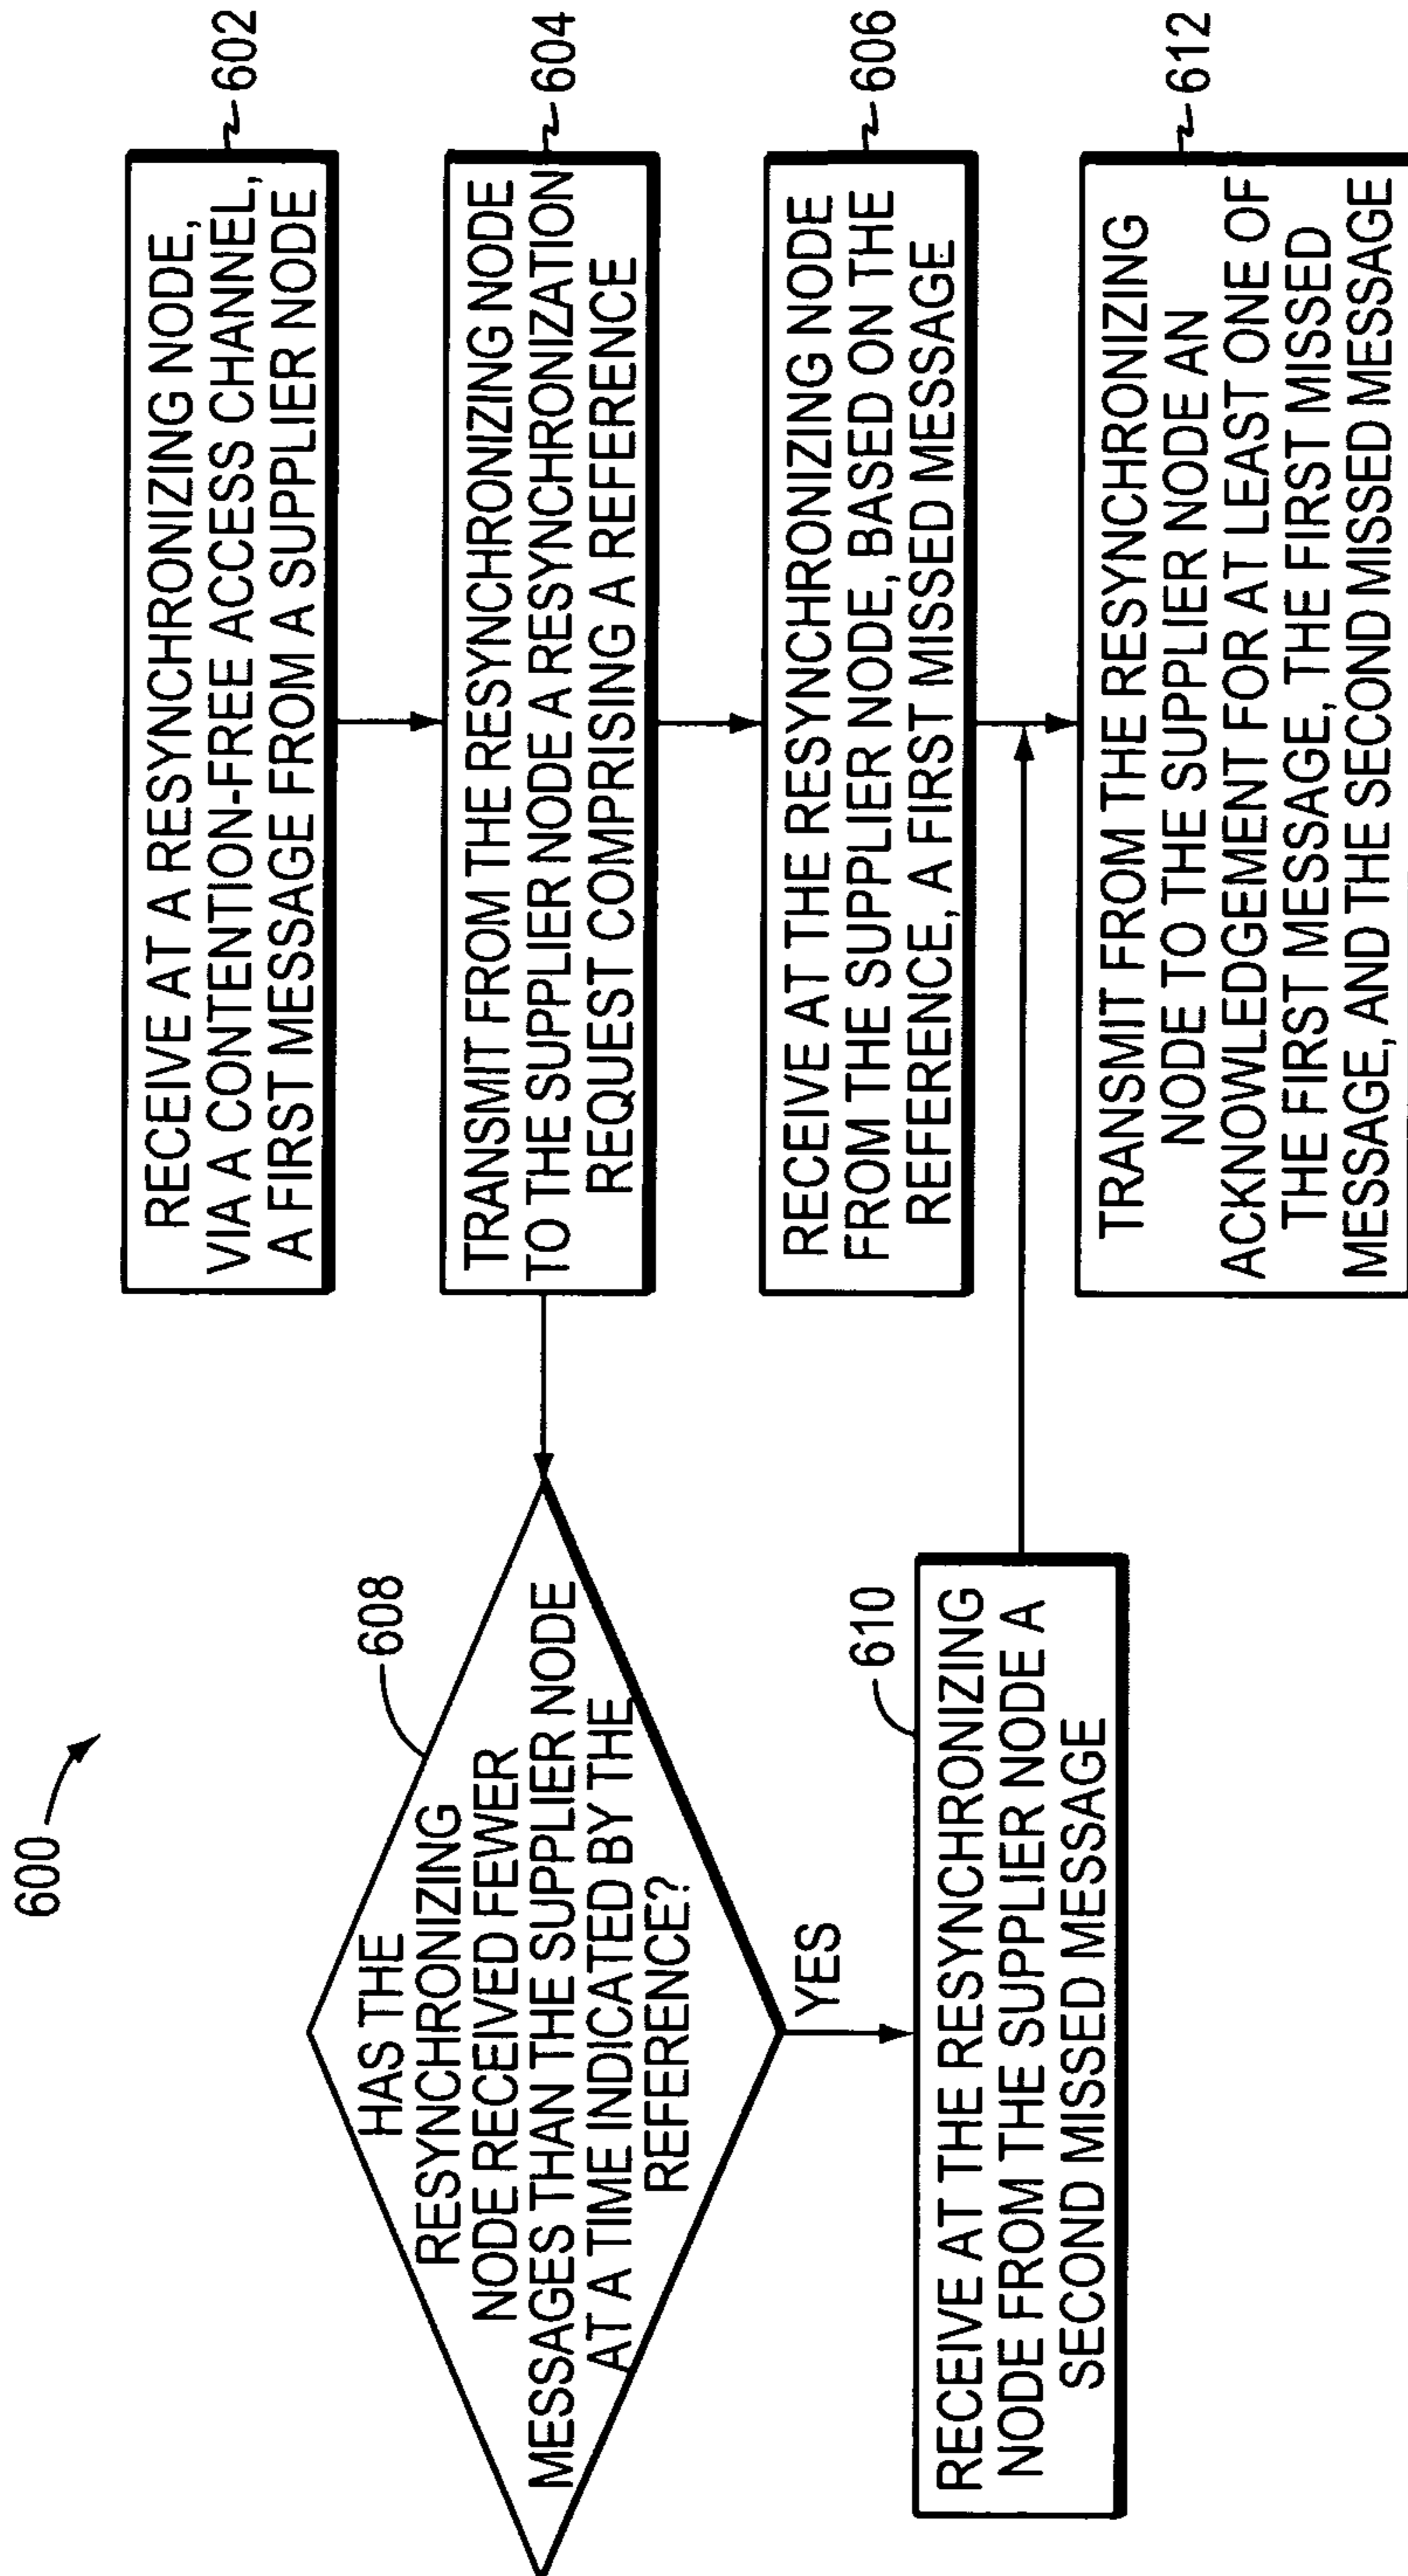 600
RECEIVE AT A RESYNCHRONIZING NODE,
VIA A CONTENTION-FREE ACCESS CHANNEL,
A FIRST MESSAGE FROM A SUPPLIER NODE
602
TRANSMIT FROM THE RESYNCHRONIZING NODE
TO THE SUPPLIER NODE A RESYNCHRONIZATION
REQUEST COMPRISING A REFERENCE
604
HAS THE
RESYNCHRONIZING
NODE RECEIVED FEWER
MESSAGES THAN THE SUPPLIER NODE
AT A TIME INDICATED BY THE
REFERENCE?
608
YES
RECEIVE AT THE RESYNCHRONIZING NODE
FROM THE SUPPLIER NODE, BASED ON THE
REFERENCE, A FIRST MISSED MESSAGE
606
RECEIVE AT THE RESYNCHRONIZING
NODE FROM THE SUPPLIER NODE A
SECOND MISSED MESSAGE
610
TRANSMIT FROM THE RESYNCHRONIZING
NODE TO THE SUPPLIER NODE AN
ACKNOWLEDGEMENT FOR AT LEAST ONE OF
THE FIRST MESSAGE, THE FIRST MISSED
MESSAGE, AND THE SECOND MISSED MESSAGE
612